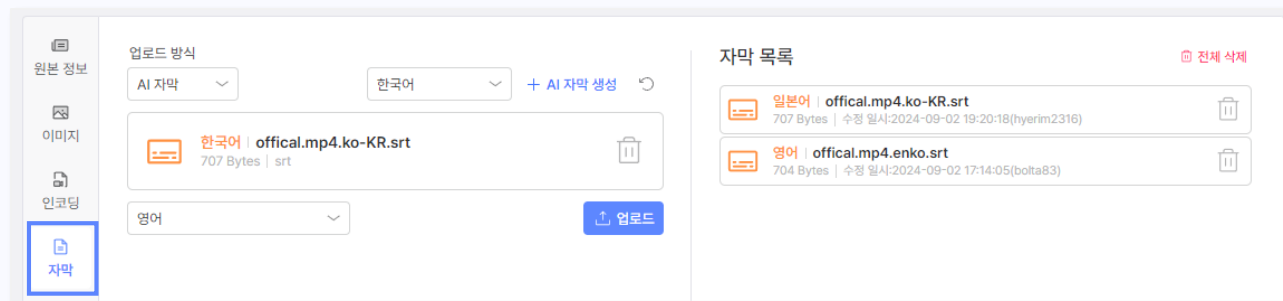 원본 정보
이미지
인코딩
자막
업로드 방식
AI 자막
한국어
+ AI 자막 생성
한국어 | offical.mp4.ko-KR.srt
707 Bytes | srt
영어
업로드
자막 목록
전체 삭제
일본어 | offical.mp4.ko-KR.srt
707 Bytes | 수정 일시:2024-09-02 19:20:18(hyerim2316)
영어 | offical.mp4.enko.srt
704 Bytes | 수정 일시:2024-09-02 17:14:05(bolta83)